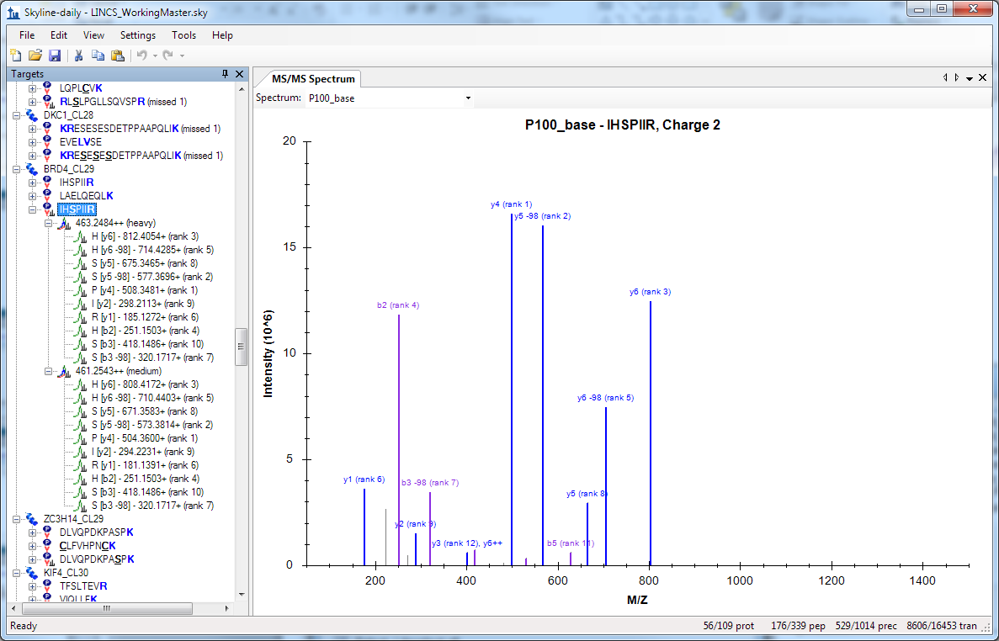 Skyline-daily - LINCS_WorkingMaster.sky
File Edit View Settings Tools Help
Targets
LQPLCVK
RLSLPGLLSQVSPR (missed 1)
DKC1_CL28
KRESESESDETPPAAPQLIK (missed 1)
EVELVSE
KRESESESDETPPAAPQLIK (missed 1)
BRD4_CL29
IHSPIIR
LAELQEQLK
IHSPIIR
463.2484++ (heavy)
H [y6] - 812.4054+ (rank 3)
H [y6 -98] - 714.4285+ (rank 5)
S [y5] - 675.3465+ (rank 8)
S [y5 -98] - 577.3696+ (rank 2)
P [y4] - 508.3481+ (rank 1)
I [y2] - 298.2113+ (rank 9)
R [y1] - 185.1272+ (rank 6)
H [b2] - 251.1503+ (rank 4)
S [b3] - 418.1486+ (rank 10)
S [b3 -98] - 320.1717+ (rank 7)
461.2543++ (medium)
H [y6] - 808.4172+ (rank 3)
H [y6 -98] - 710.4403+ (rank 5)
S [y5] - 671.3583+ (rank 8)
S [y5 -98] - 573.3814+ (rank 2)
P [y4] - 504.3600+ (rank 1)
I [y2] - 294.2231+ (rank 9)
R [y1] - 181.1391+ (rank 6)
H [b2] - 251.1503+ (rank 4)
S [b3] - 418.1486+ (rank 10)
S [b3 -98] - 320.1717+ (rank 7)
ZC3H14_CL29
DLVQPDKPASPK
CLFVHPNCK
DLVQPDKPASPK
KIF4_CL30
TFSLTEVR
VIQLLEK
MS/MS Spectrum
Spectrum: P100_base
P100_base - IHSPIIR, Charge 2
20
15
10
5
0
Intensity (10^6)
y4 (rank 1)
y5 -98 (rank 2)
y6 (rank 3)
b2 (rank 4)
y6 -98 (rank 5)
y1 (rank 6)
b3 -98 (rank 7)
y5 (rank 8)
y2 (rank 9)
y3 (rank 12), y6++
b5 (rank 11)
200 400 600 800 1000 1200 1400
M/Z
Ready
56/109 prot 176/339 pep 529/1014 prec 8606/16453 tran